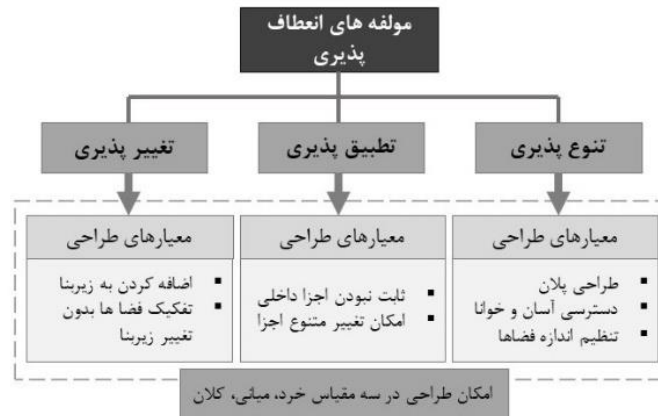 مولفه های انعطاف
پذیری
تنوع پذیری
تطبیق پذیری
تغییر پذیری
معیارهای طراحی
طراحی پلان
دسترسی آسان و خوانا
تنظیم اندازه فضاها
معیارهای طراحی
ثابت نبودن اجزا داخلی
امکان تغییر متنوع اجزا
معیارهای طراحی
اضافه کردن به زیربنا
تفکیک فضا ها بدون
تغییر زیربنا
امکان طراحی در سه مقیاس خرد، میانی، کلان